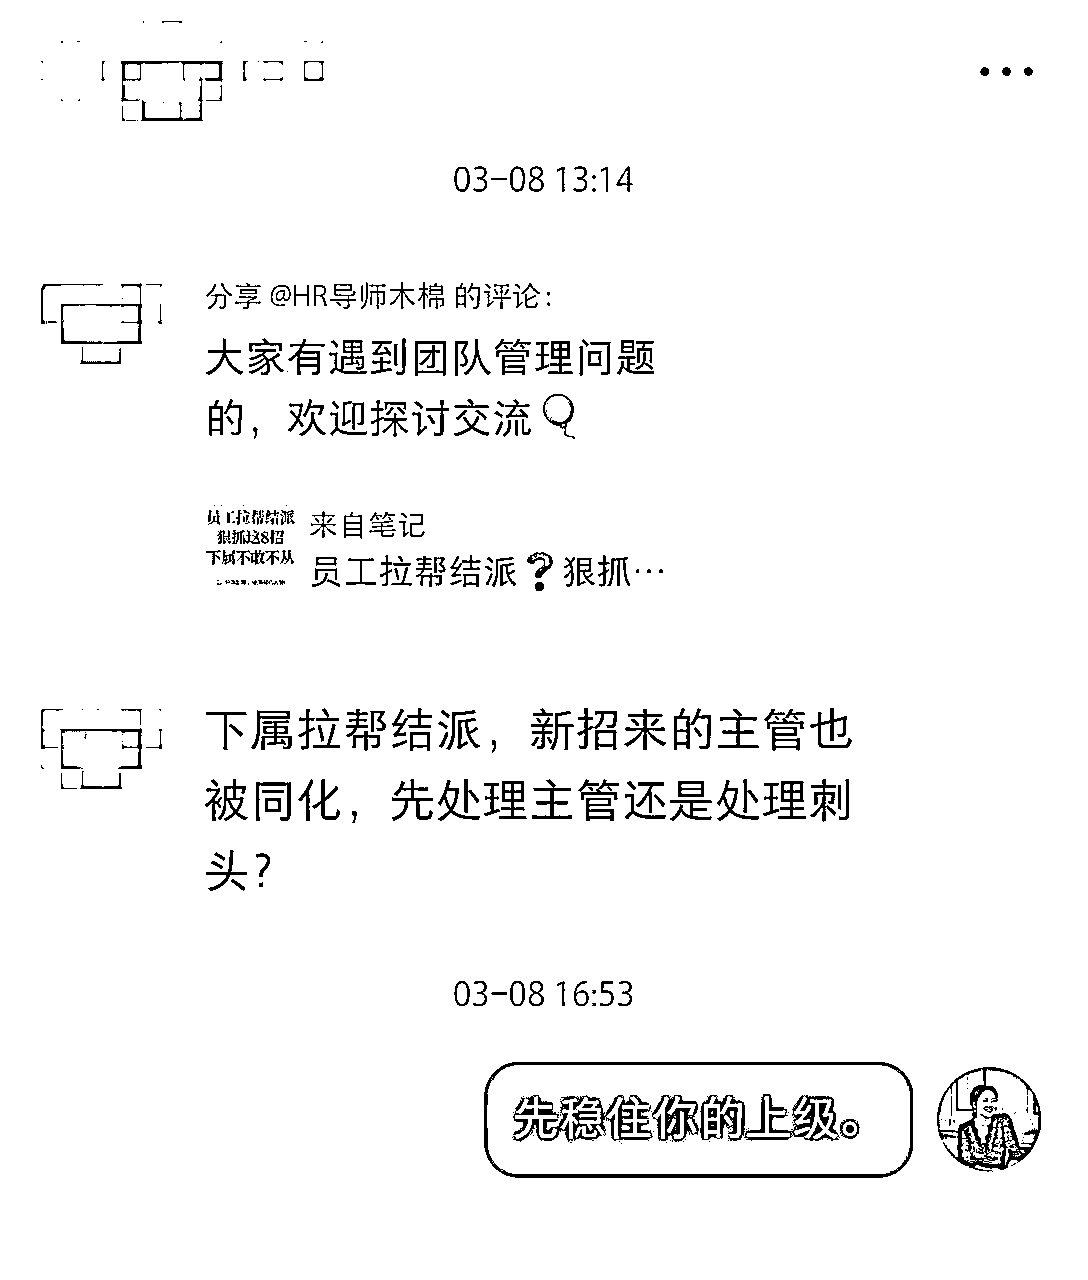 03-08 13:14
分享 @HR导师木棉 的评论：
大家有遇到团队管理问题
的，欢迎探讨交流
员工拉帮结派
狠抓这8招
下属不敢不从
来自笔记
员工拉帮结派❓狠抓…
下属拉帮结派，新招来的主管也
被同化，先处理主管还是处理刺
头？
03-08 16:53
先稳住你的上级。